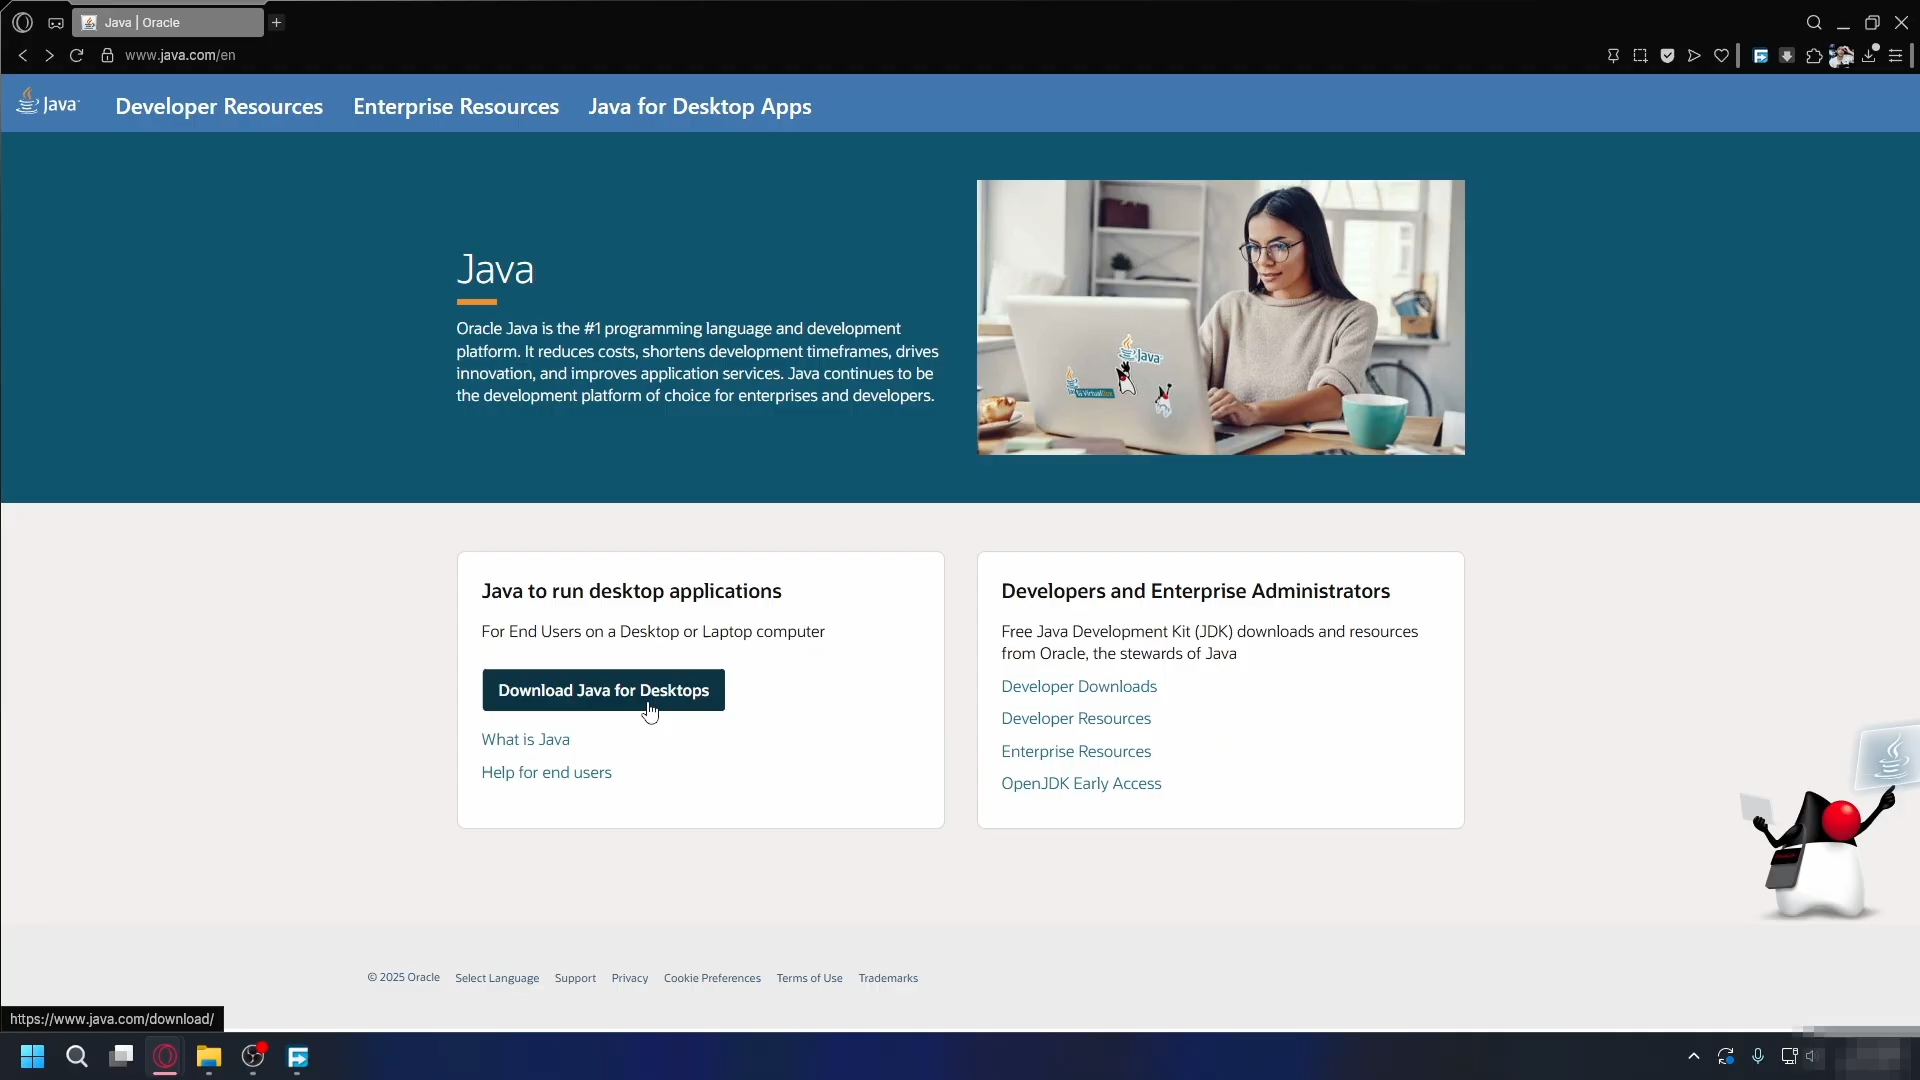 Java | Oracle
www.java.com/en
Java
Developer Resources
Enterprise Resources
Java for Desktop Apps
Java
Oracle Java is the #1 programming language and development
platform. It reduces costs, shortens development timeframes, drives
innovation, and improves application services. Java continues to be
the development platform of choice for enterprises and developers.
Java
Java to run desktop applications
For End Users on a Desktop or Laptop computer
Download Java for Desktops
What is Java
Help for end users
Developers and Enterprise Administrators
Free Java Development Kit (JDK) downloads and resources
from Oracle, the stewards of Java
Developer Downloads
Developer Resources
Enterprise Resources
OpenJDK Early Access
© 2025 Oracle
Select Language
Support
Privacy
Cookie Preferences
Terms of Use
Trademarks
https://www.java.com/download/